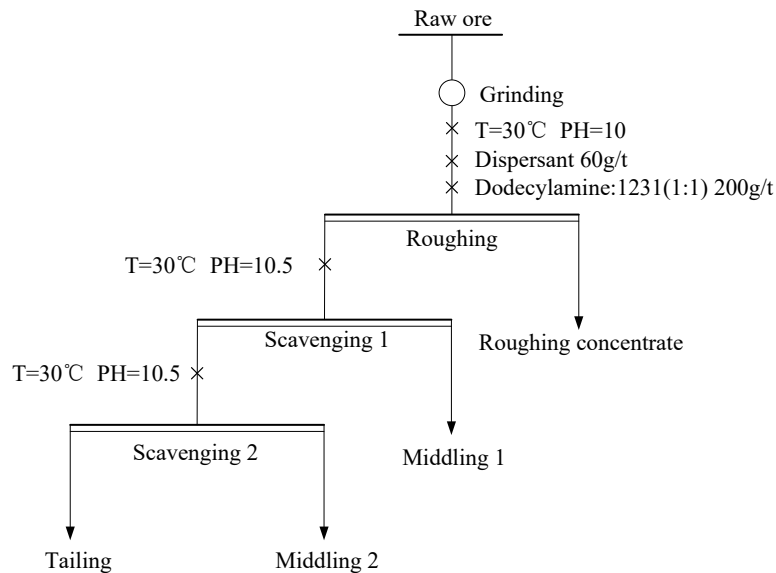 Raw ore
Grinding
T=30℃ PH=10
Dispersant 60g/t
Dodecylamine:1231(1:1) 200g/t
Roughing
T=30℃ PH=10.5
Scavenging 1
Roughing concentrate
T=30℃ PH=10.5
Scavenging 2
Middling 1
Tailing
Middling 2